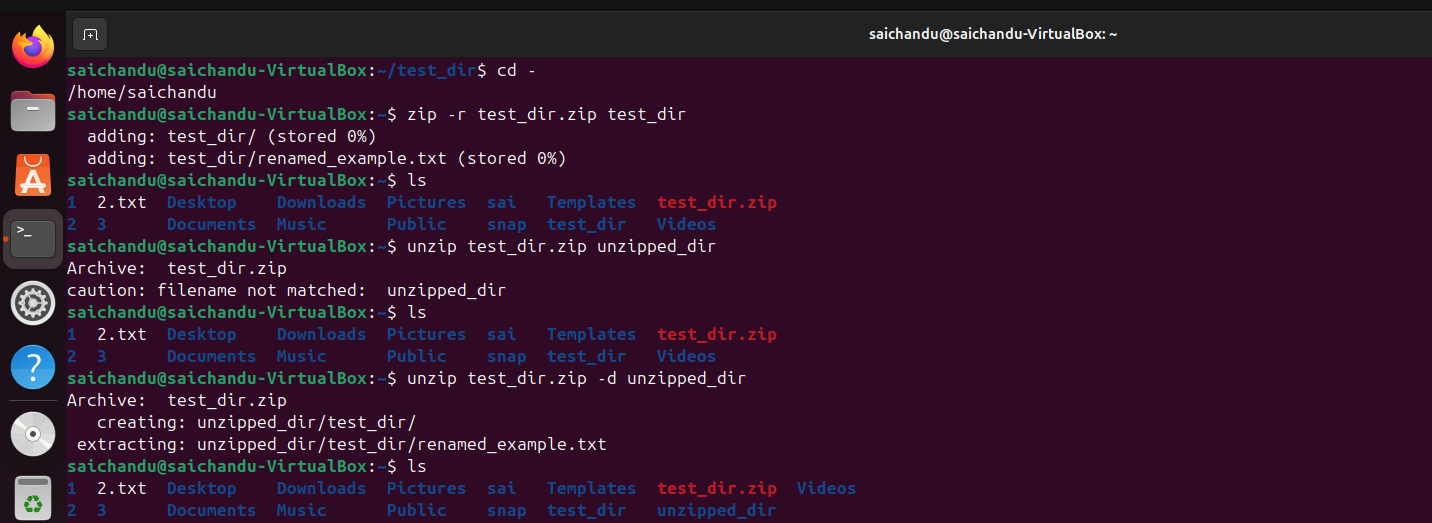 saichandu@saichandu-VirtualBox: ~
saichandu@saichandu-VirtualBox:~/test_dir$ cd -
/home/saichandu
saichandu@saichandu-VirtualBox:~$ zip -r test_dir.zip test_dir
  adding: test_dir/ (stored 0%)
  adding: test_dir/renamed_example.txt (stored 0%)
saichandu@saichandu-VirtualBox:~$ ls
1  2.txt  Desktop    Downloads  Pictures  sai   Templates  test_dir.zip
2  3      Documents  Music      Public    snap  test_dir   Videos
saichandu@saichandu-VirtualBox:~$ unzip test_dir.zip unzipped_dir
Archive:  test_dir.zip
caution: filename not matched:  unzipped_dir
saichandu@saichandu-VirtualBox:~$ ls
1  2.txt  Desktop    Downloads  Pictures  sai   Templates  test_dir.zip
2  3      Documents  Music      Public    snap  test_dir   Videos
saichandu@saichandu-VirtualBox:~$ unzip test_dir.zip -d unzipped_dir
Archive:  test_dir.zip
   creating: unzipped_dir/test_dir/
 extracting: unzipped_dir/test_dir/renamed_example.txt
saichandu@saichandu-VirtualBox:~$ ls
1  2.txt  Desktop    Downloads  Pictures  sai   Templates  test_dir.zip  Videos
2  3      Documents  Music      Public    snap  test_dir   unzipped_dir